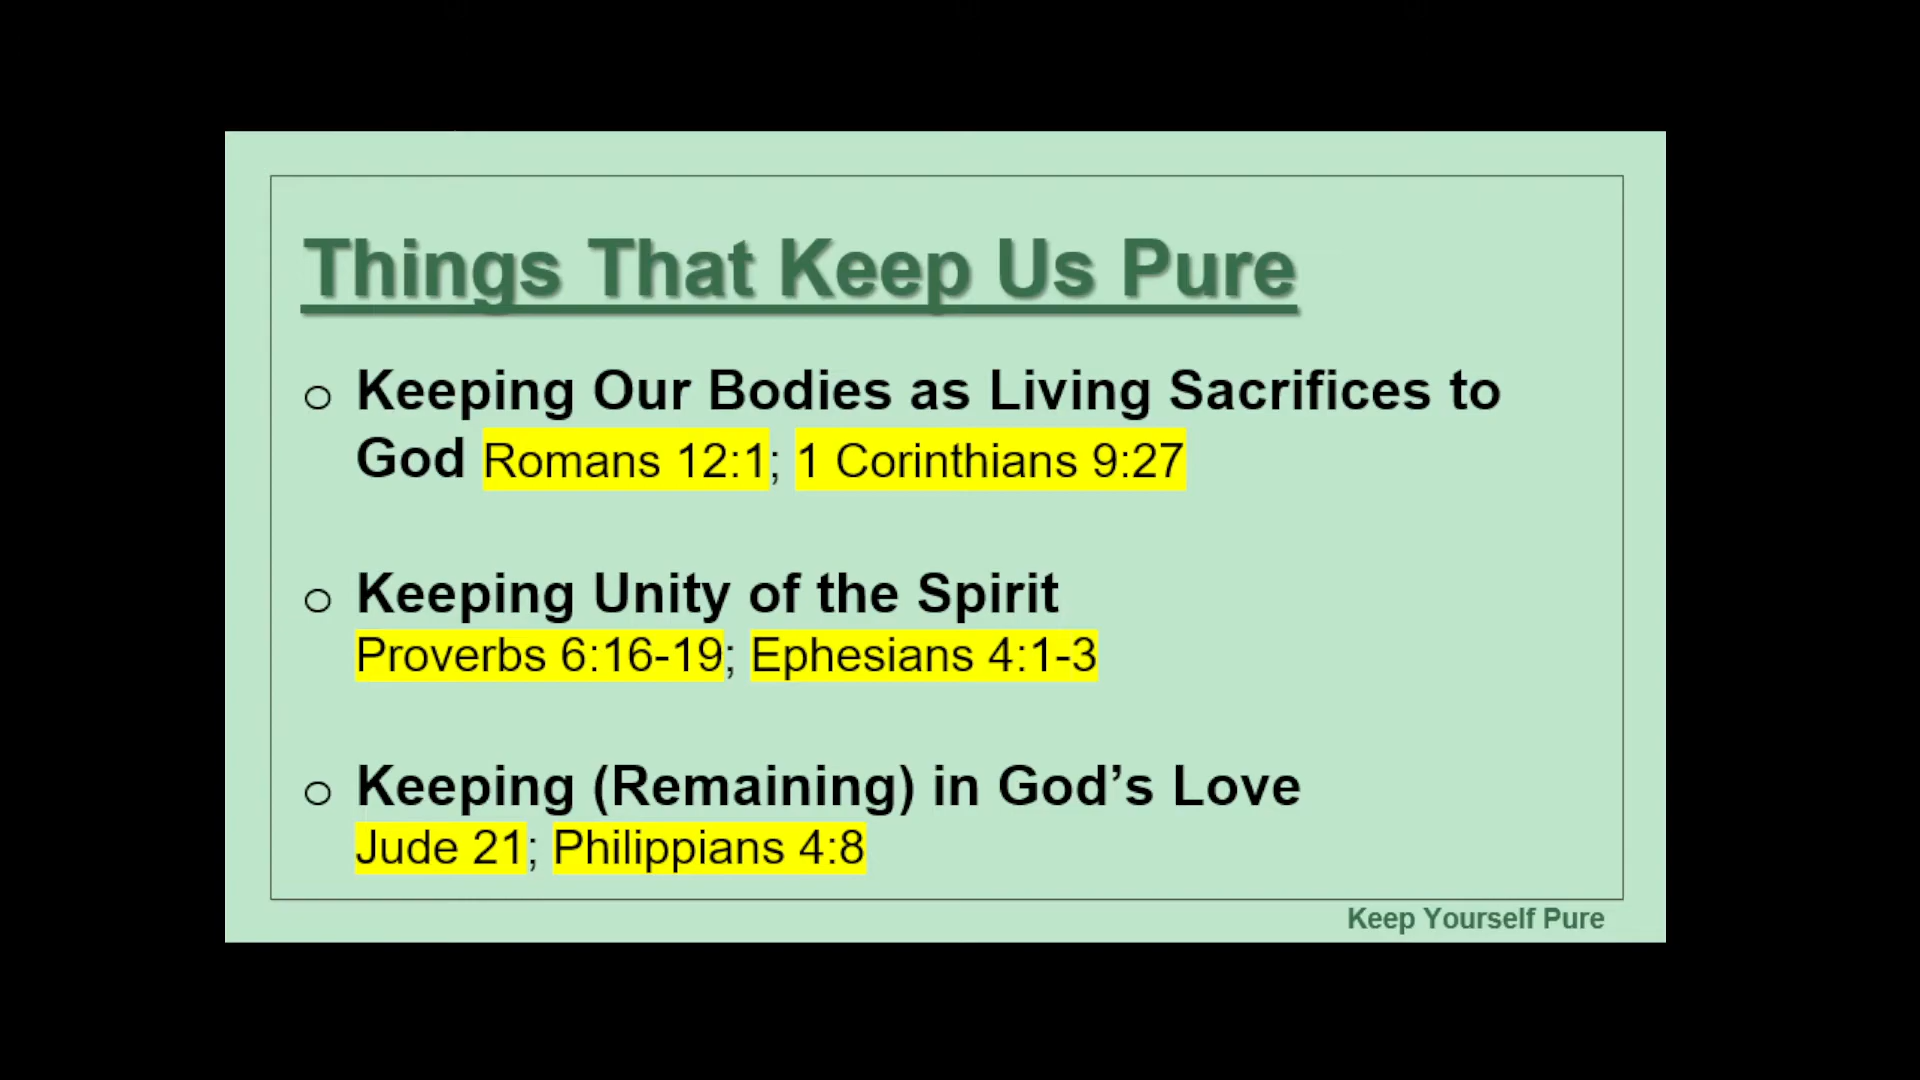 Things That Keep Us Pure
○ Keeping Our Bodies as Living Sacrifices to
God Romans 12:1; 1 Corinthians 9:27
○ Keeping Unity of the Spirit
Proverbs 6:16-19; Ephesians 4:1-3
○ Keeping (Remaining) in God’s Love
Jude 21; Philippians 4:8
Keep Yourself Pure